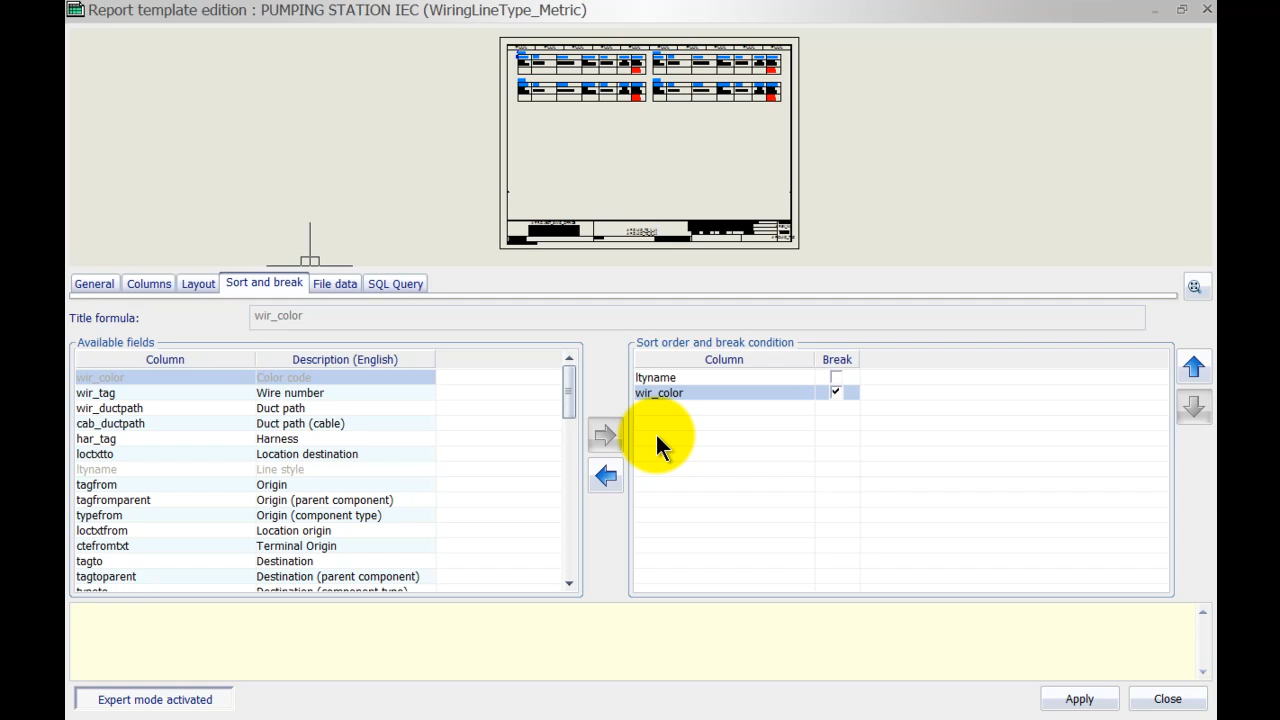 Report template edition : PUMPING STATION IEC (WiringLineType_Metric)
General Columns Layout Sort and break File data SQL Query
Title formula: wir_color
Available fields
Column Description (English)
wir_color Color code
wir_tag Wire number
wir_ductpath Duct path
cab_ductpath Duct path (cable)
har_tag Harness
loctxtto Location destination
ltyname Line style
tagfrom Origin
tagfromparent Origin (parent component)
typefrom Origin (component type)
loctxtfrom Location origin
ctefromtxt Terminal Origin
tagto Destination
tagtoparent Destination (parent component)
typeto Destination (component type)
Sort order and break condition
Column Break
ltyname
wir_color
Expert mode activated
Apply Close